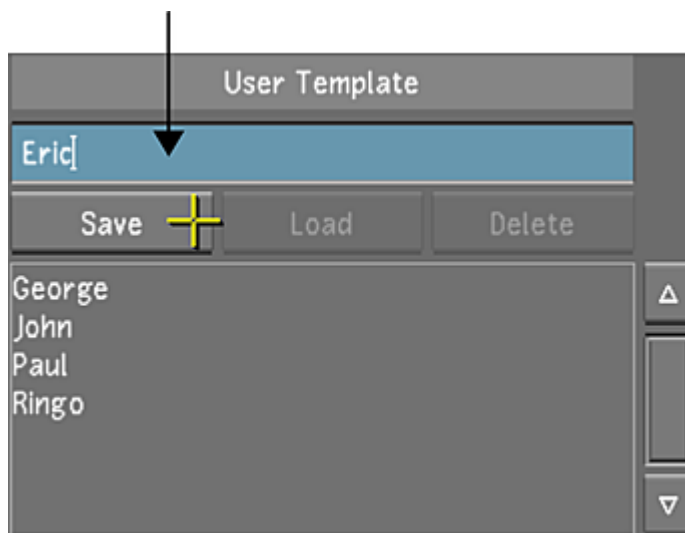 User Template
Eric
Save Load Delete
George
John
Paul
Ringo